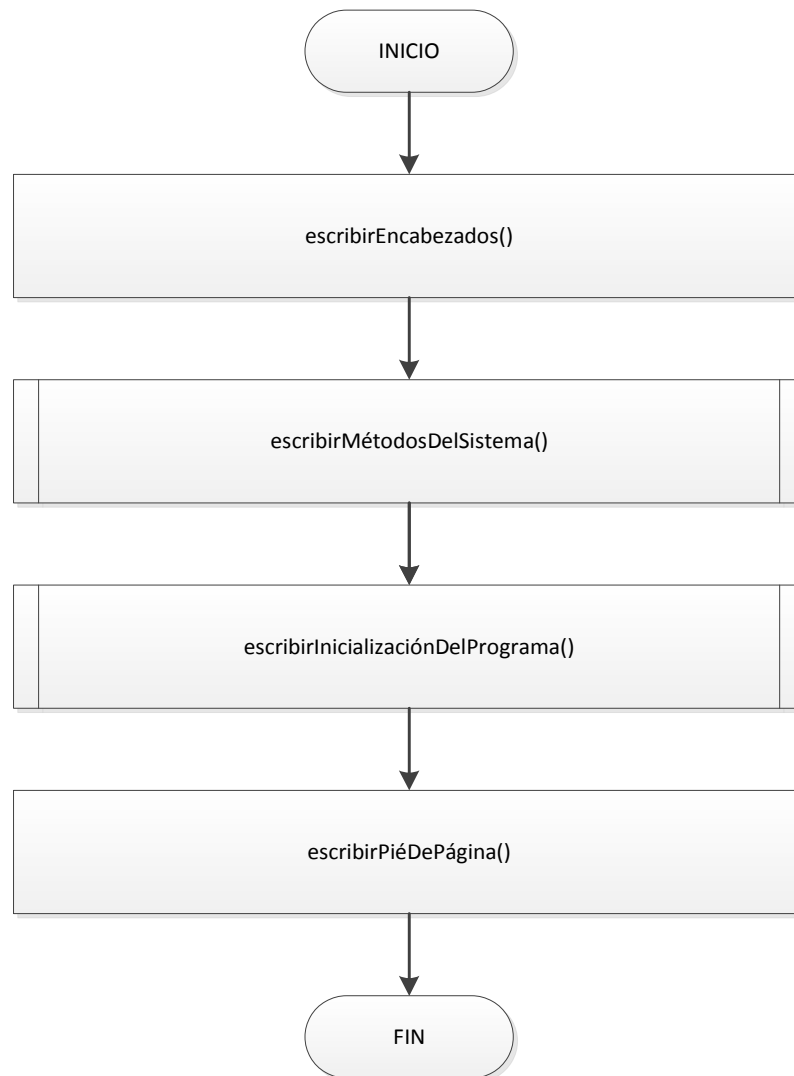 INICIO
escribirEncabezados()
escribirMétodosDelSistema()
escribirInicializaciónDelPrograma()
escribirPiéDePágina()
FIN